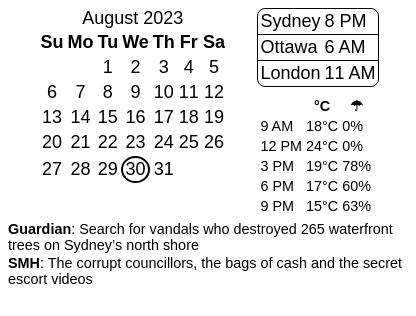 August 2023
Su Mo Tu We Th Fr Sa
1 2 3 4 5
6 7 8 9 10 11 12
13 14 15 16 17 18 19
20 21 22 23 24 25 26
27 28 29 30 31
Sydney 8 PM
Ottawa 6 AM
London 11 AM
°C ☂
9 AM 18°C 0%
12 PM 24°C 0%
3 PM 19°C 78%
6 PM 17°C 60%
9 PM 15°C 63%
Guardian: Search for vandals who destroyed 265 waterfront
trees on Sydney’s north shore
SMH: The corrupt councillors, the bags of cash and the secret
escort videos